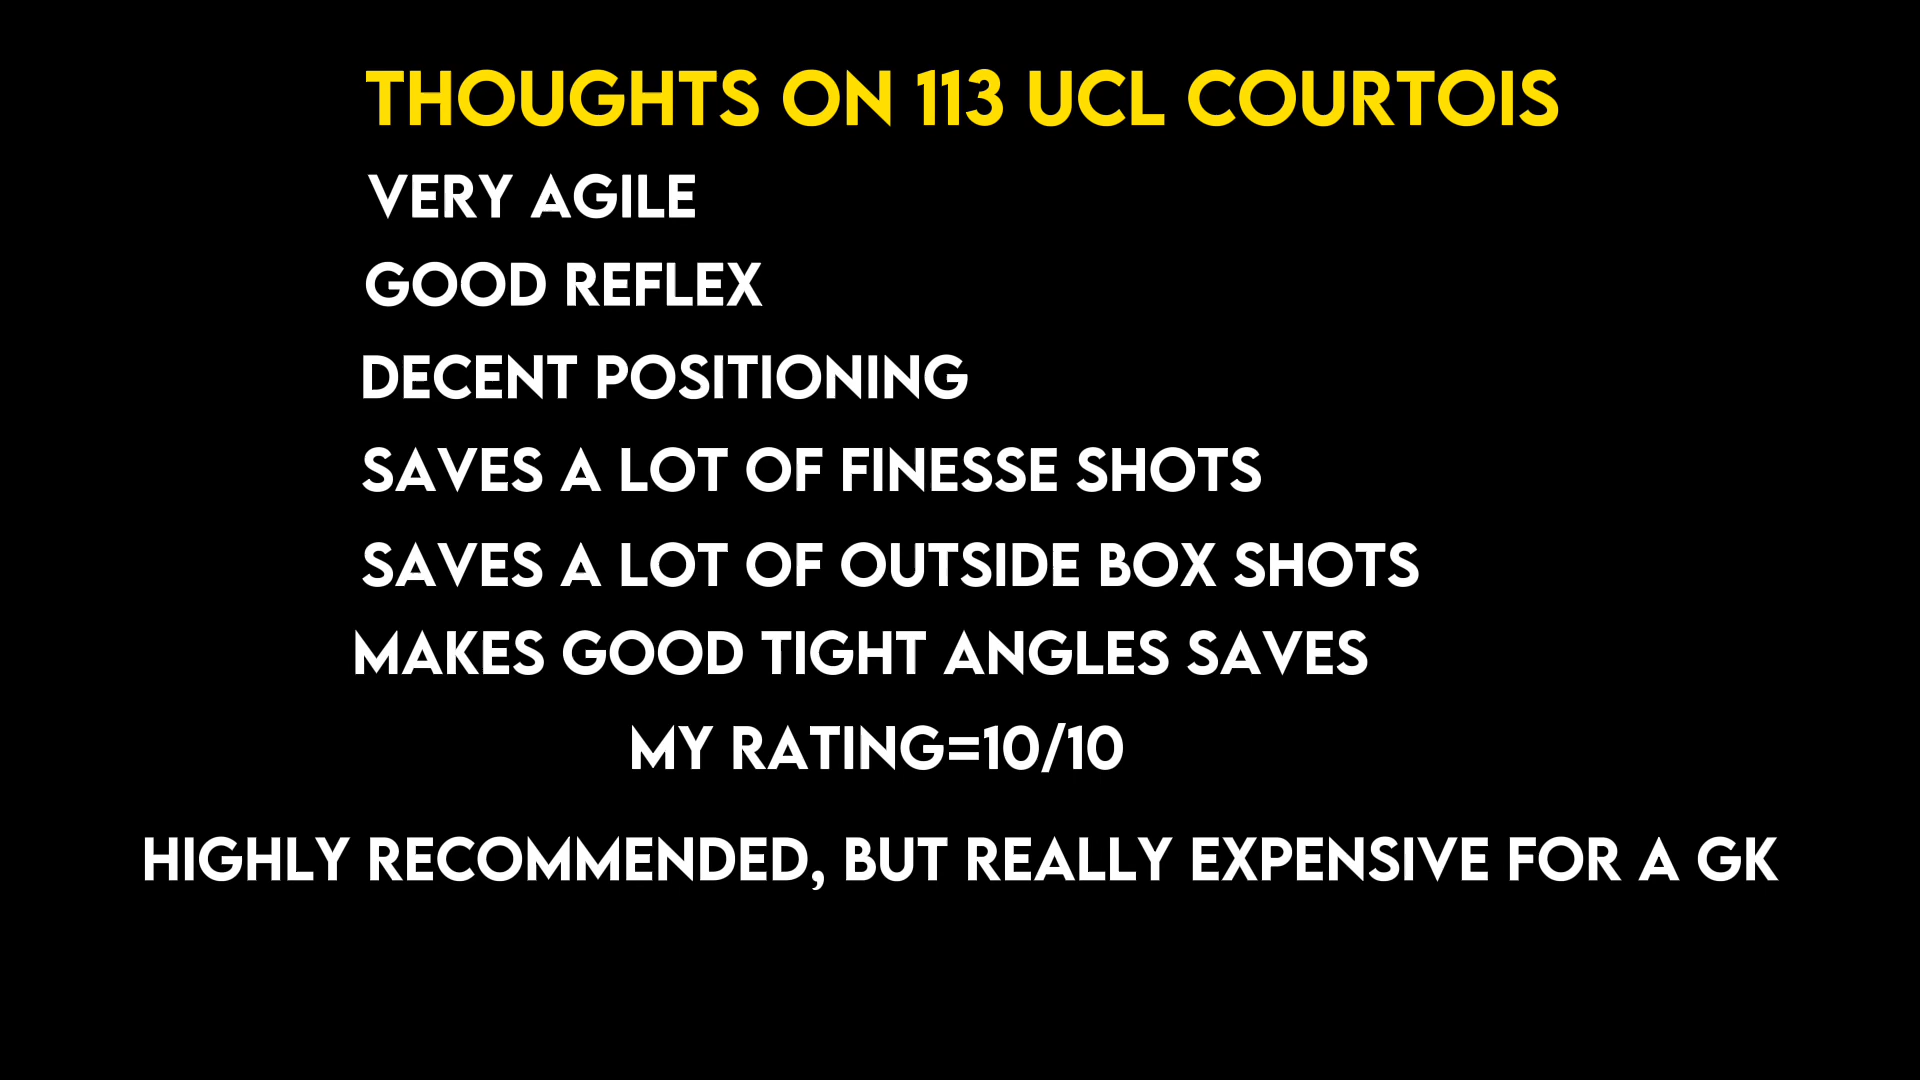 THOUGHTS ON 113 UCL COURTOIS
VERY AGILE
GOOD REFLEX
DECENT POSITIONING
SAVES A LOT OF FINESSE SHOTS
SAVES A LOT OF OUTSIDE BOX SHOTS
MAKES GOOD TIGHT ANGLES SAVES
MY RATING=10/10
HIGHLY RECOMMENDED, BUT REALLY EXPENSIVE FOR A GK